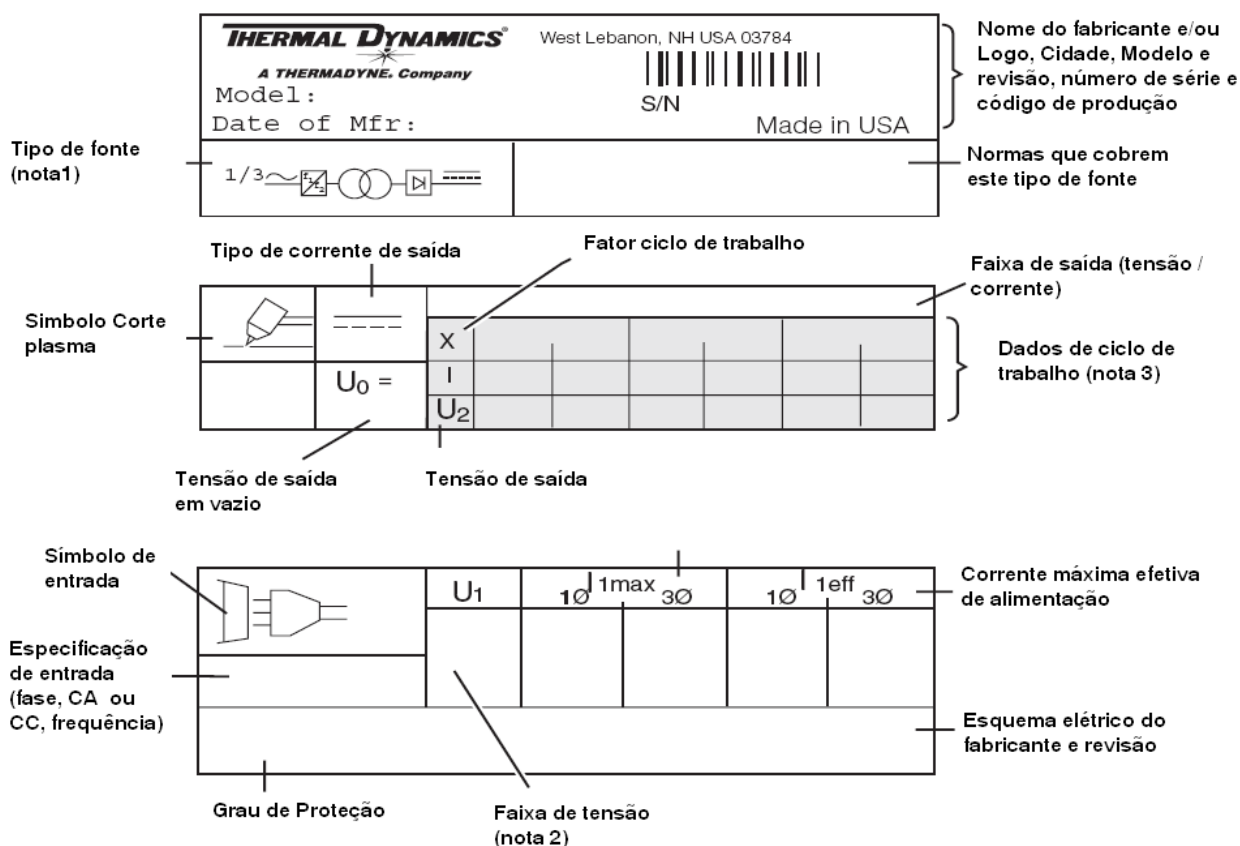 THERMAL DYNAMICS®
A THERMADYNE® Company
West Lebanon, NH USA 03784
Model:
S/N
Date of Mfr:
Made in USA
Nome do fabricante e/ou
Logo, Cidade, Modelo e
revisão, número de série e
código de produção
Tipo de fonte
(nota1)
1/3
f1
f2
Normas que cobrem
este tipo de fonte
Tipo de corrente de saída
Fator ciclo de trabalho
Faixa de saída (tensão /
corrente)
Simbolo Corte
plasma
X
I
U2
U0 =
Dados de ciclo de
trabalho (nota 3)
Tensão de saída
em vazio
Tensão de saída
Símbolo de
entrada
U1
1Ø I 1max 3Ø
1Ø I 1eff 3Ø
Corrente máxima efetiva
de alimentação
Especificação
de entrada
(fase, CA ou
CC, frequência)
Esquema elétrico do
fabricante e revisão
Grau de Proteção
Faixa de tensão
(nota 2)